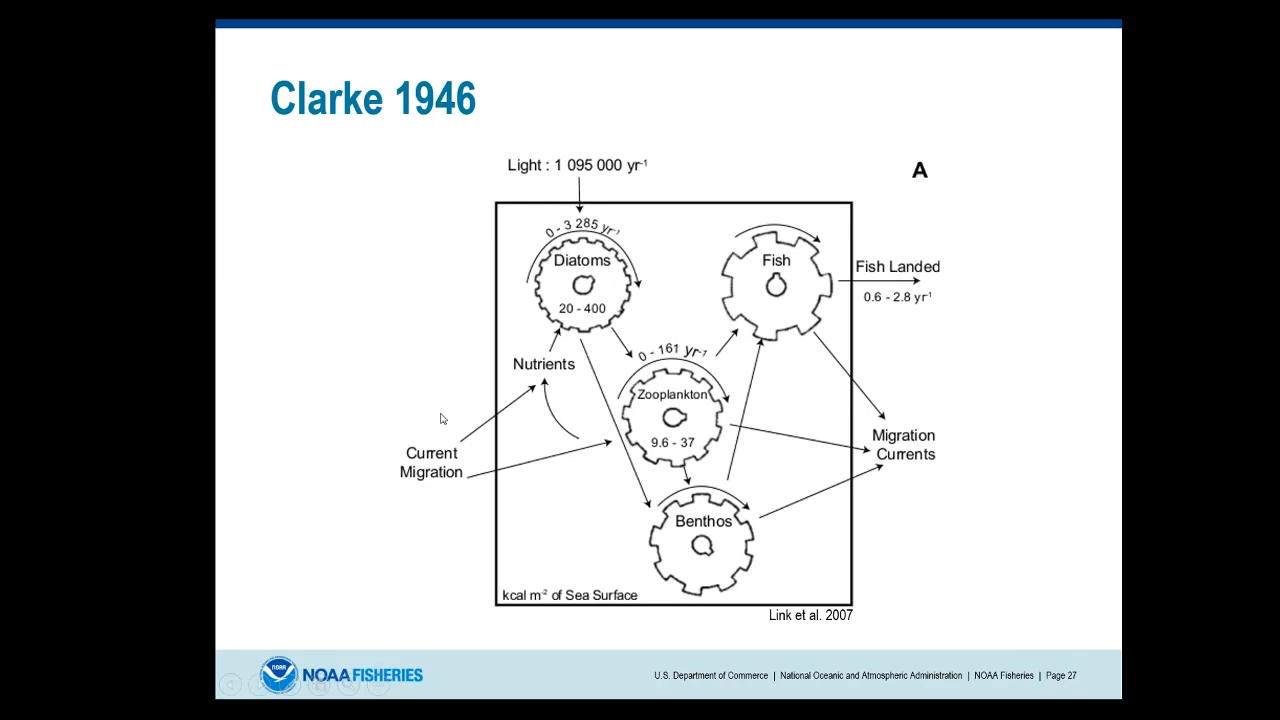 Clarke 1946
Light : 1 095 000 yr-1
A
0 - 3 285 yr-1
Diatoms
20 - 400
Fish
Fish Landed
0.6 - 2.8 yr-1
Nutrients
0 - 161 yr-1
Zooplankton
9.6 - 37
Current
Migration
Migration
Currents
Benthos
kcal m-2 of Sea Surface
Link et al. 2007
NOAA
NOAA FISHERIES
U.S. Department of Commerce | National Oceanic and Atmospheric Administration | NOAA Fisheries | Page 27